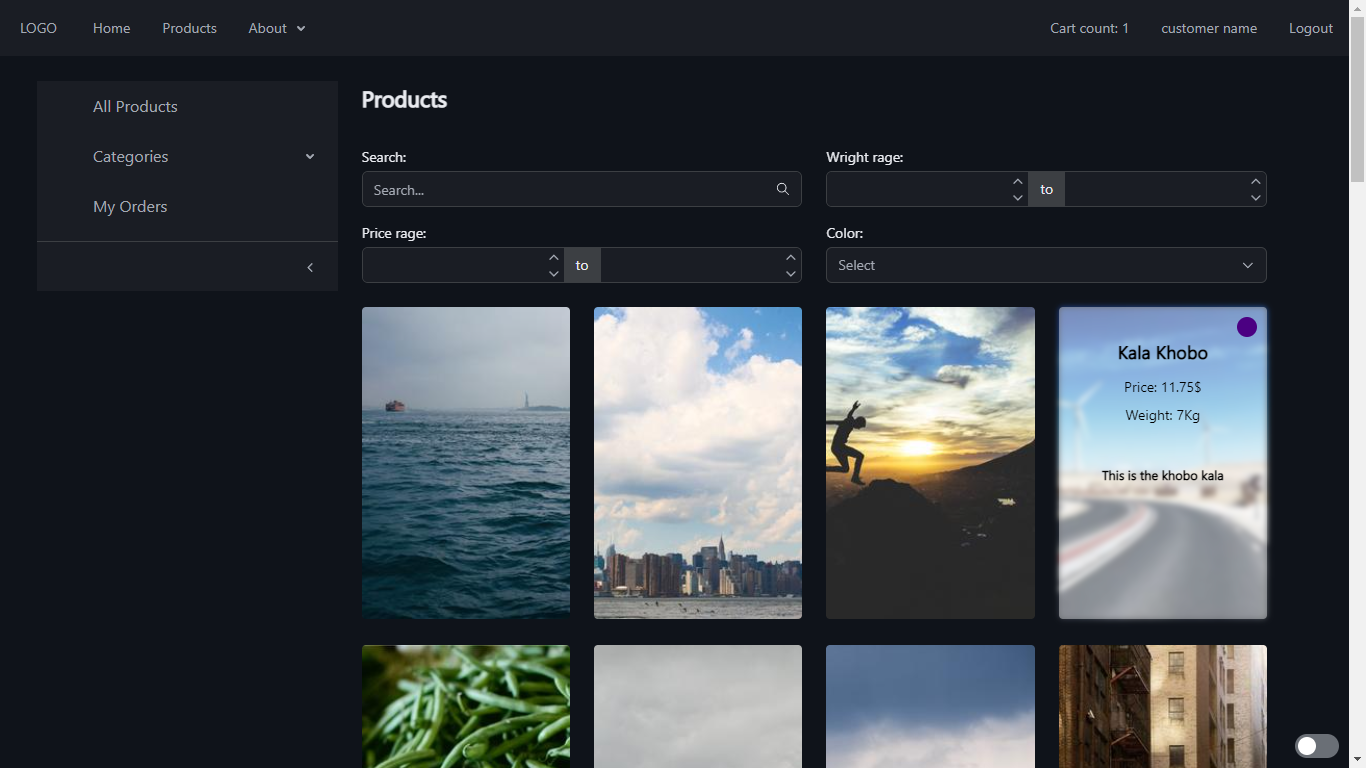 LOGO Home Products About Cart count: 1 customer name Logout
All Products
Categories
My Orders
Products
Search: Wright rage:
Search... to
Price rage: Color:
to Select
Kala Khobo
Price: 11.75$
Weight: 7Kg
This is the khobo kala